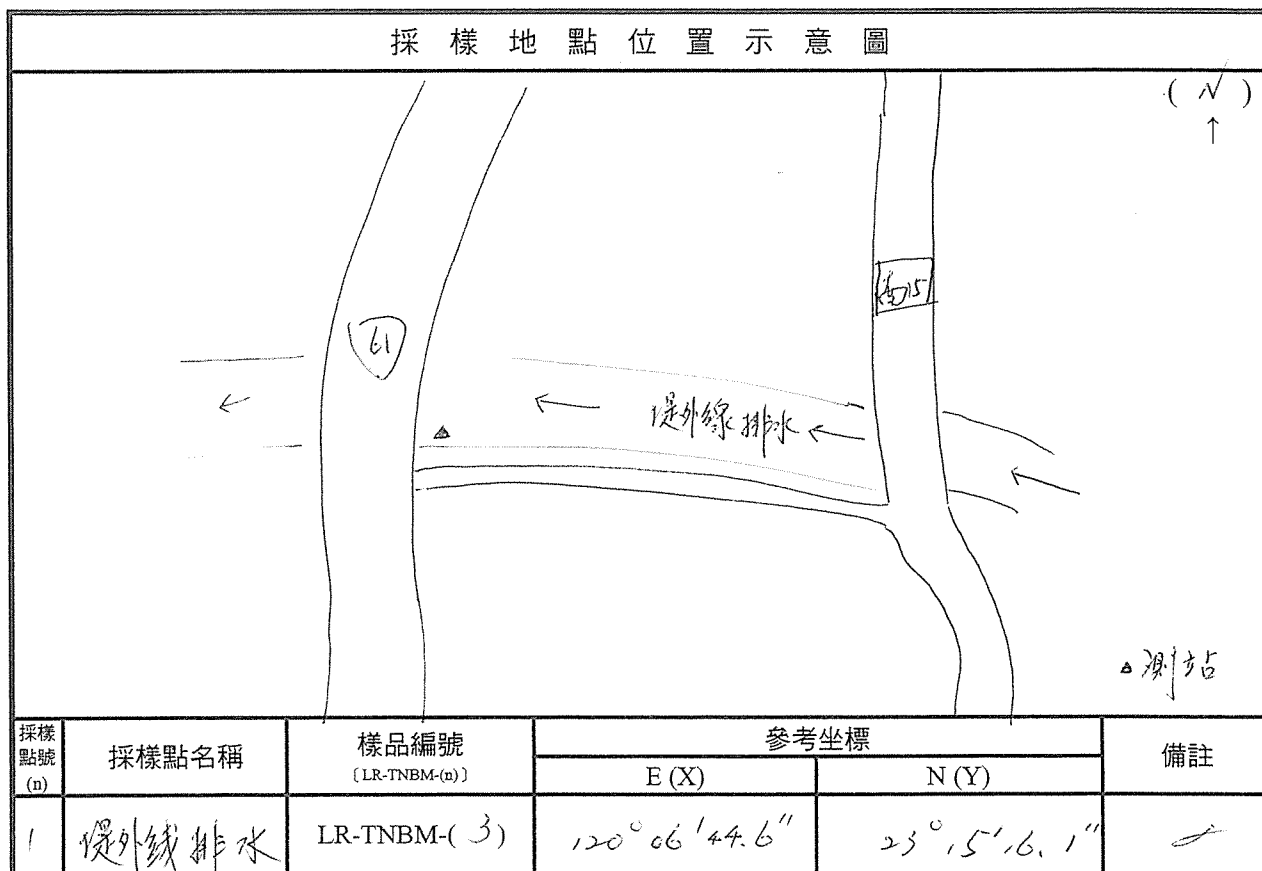 採樣地點位置示意圖
( N )
↑
南15
61
堤外線排水
▲測站
採樣點號(n) 採樣點名稱 樣品編號 參考坐標 備註
〔LR-TNBM-(n)〕 E (X) N (Y)
1 堤外线排水 LR-TNBM-( 3 ) 120° 06' 44.6" 23° 15' 16.1"